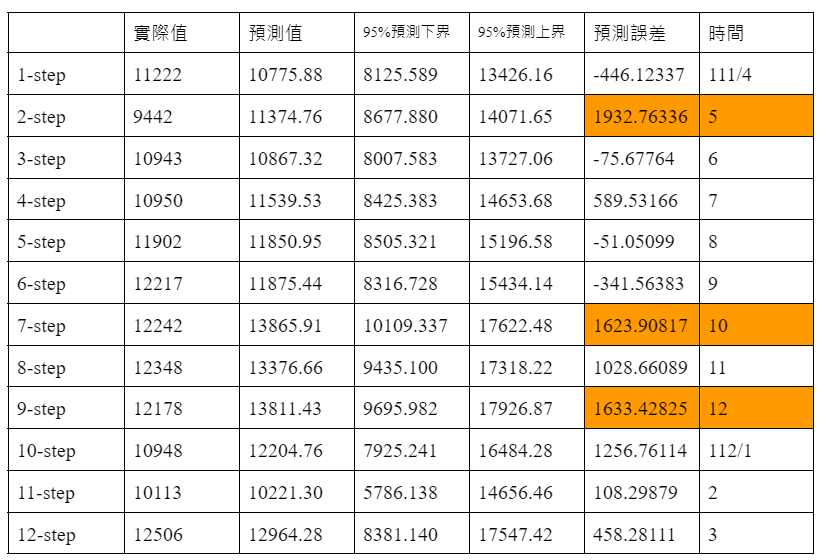 實際值 預測值 95%預測下界 95%預測上界 預測誤差 時間
1-step 11222 10775.88 8125.589 13426.16 -446.12337 111/4
2-step 9442 11374.76 8677.880 14071.65 1932.76336 5
3-step 10943 10867.32 8007.583 13727.06 -75.67764 6
4-step 10950 11539.53 8425.383 14653.68 589.53166 7
5-step 11902 11850.95 8505.321 15196.58 -51.05099 8
6-step 12217 11875.44 8316.728 15434.14 -341.56383 9
7-step 12242 13865.91 10109.337 17622.48 1623.90817 10
8-step 12348 13376.66 9435.100 17318.22 1028.66089 11
9-step 12178 13811.43 9695.982 17926.87 1633.42825 12
10-step 10948 12204.76 7925.241 16484.28 1256.76114 112/1
11-step 10113 10221.30 5786.138 14656.46 108.29879 2
12-step 12506 12964.28 8381.140 17547.42 458.28111 3